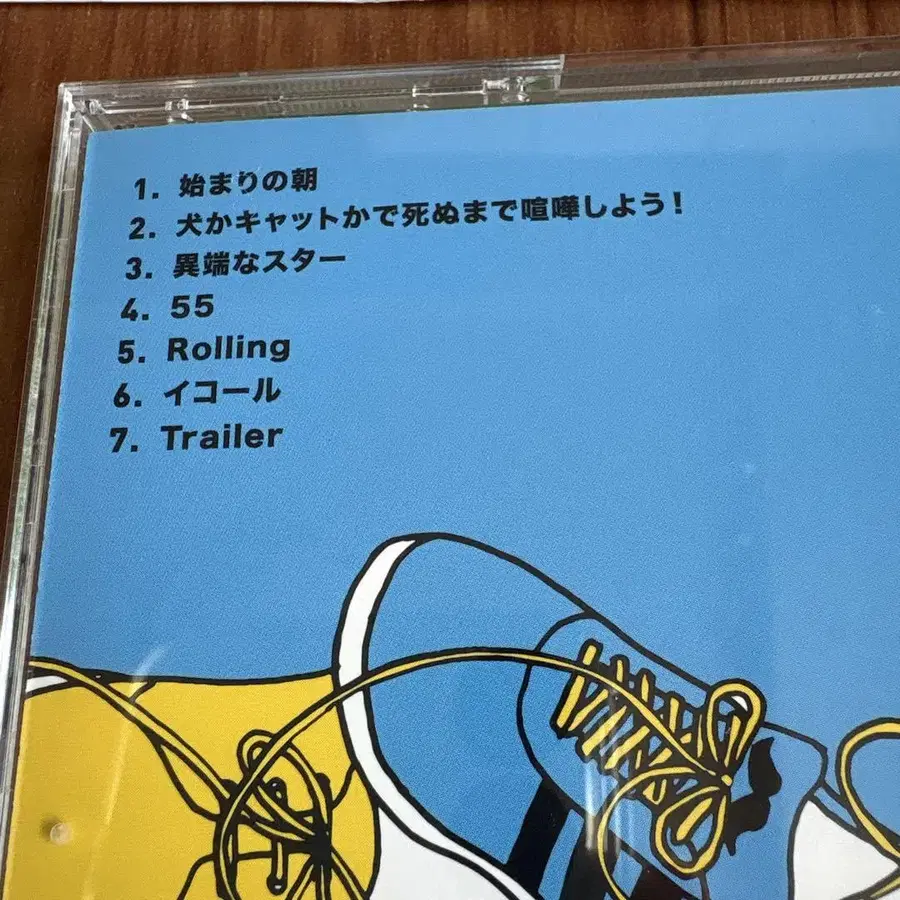 1. 始まりの朝
2. 犬かキャットかで死ぬまで喧嘩しよう!
3. 異端なスター
4. 55
5. Rolling
6. イコール
7. Trailer